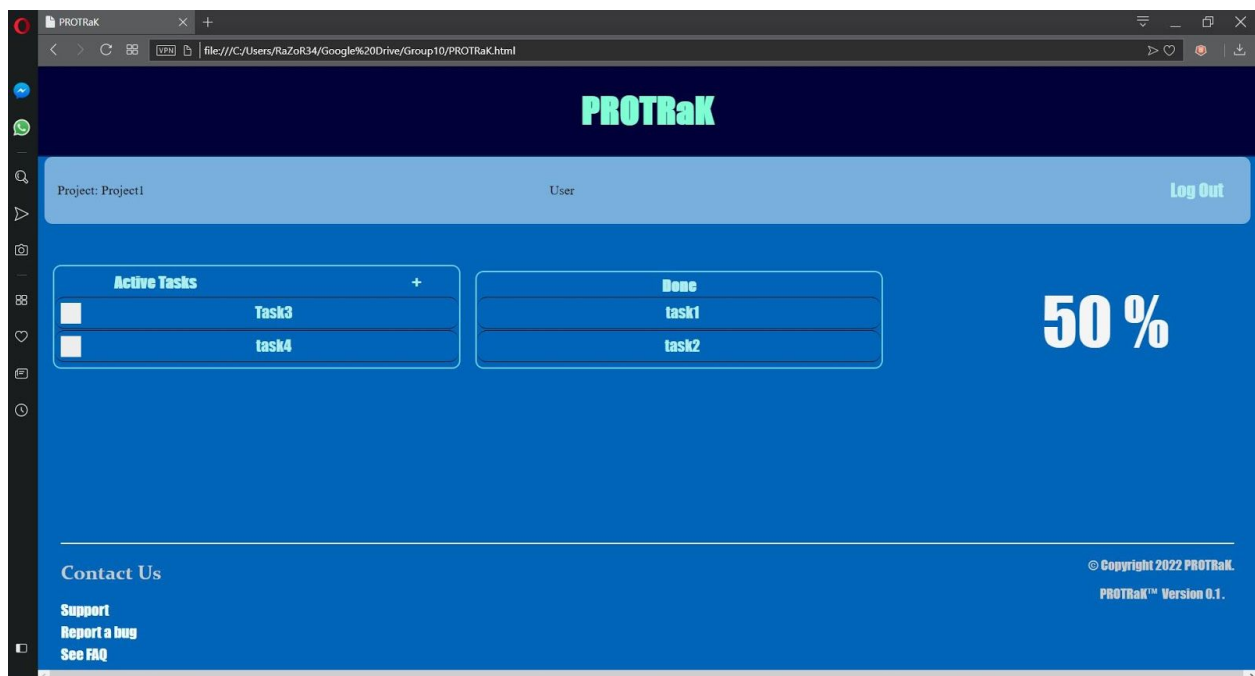 PROTRaK
VPN file:///C:/Users/RaZoR34/Google%20Drive/Group10/PROTRaK.html
PROTRaK
Project: Project1 User Log Out
Active Tasks +
Task3
task4
Done
task1
task2
50 %
Contact Us
Support
Report a bug
See FAQ
© Copyright 2022 PROTRaK.
PROTRaK™ Version 0.1.